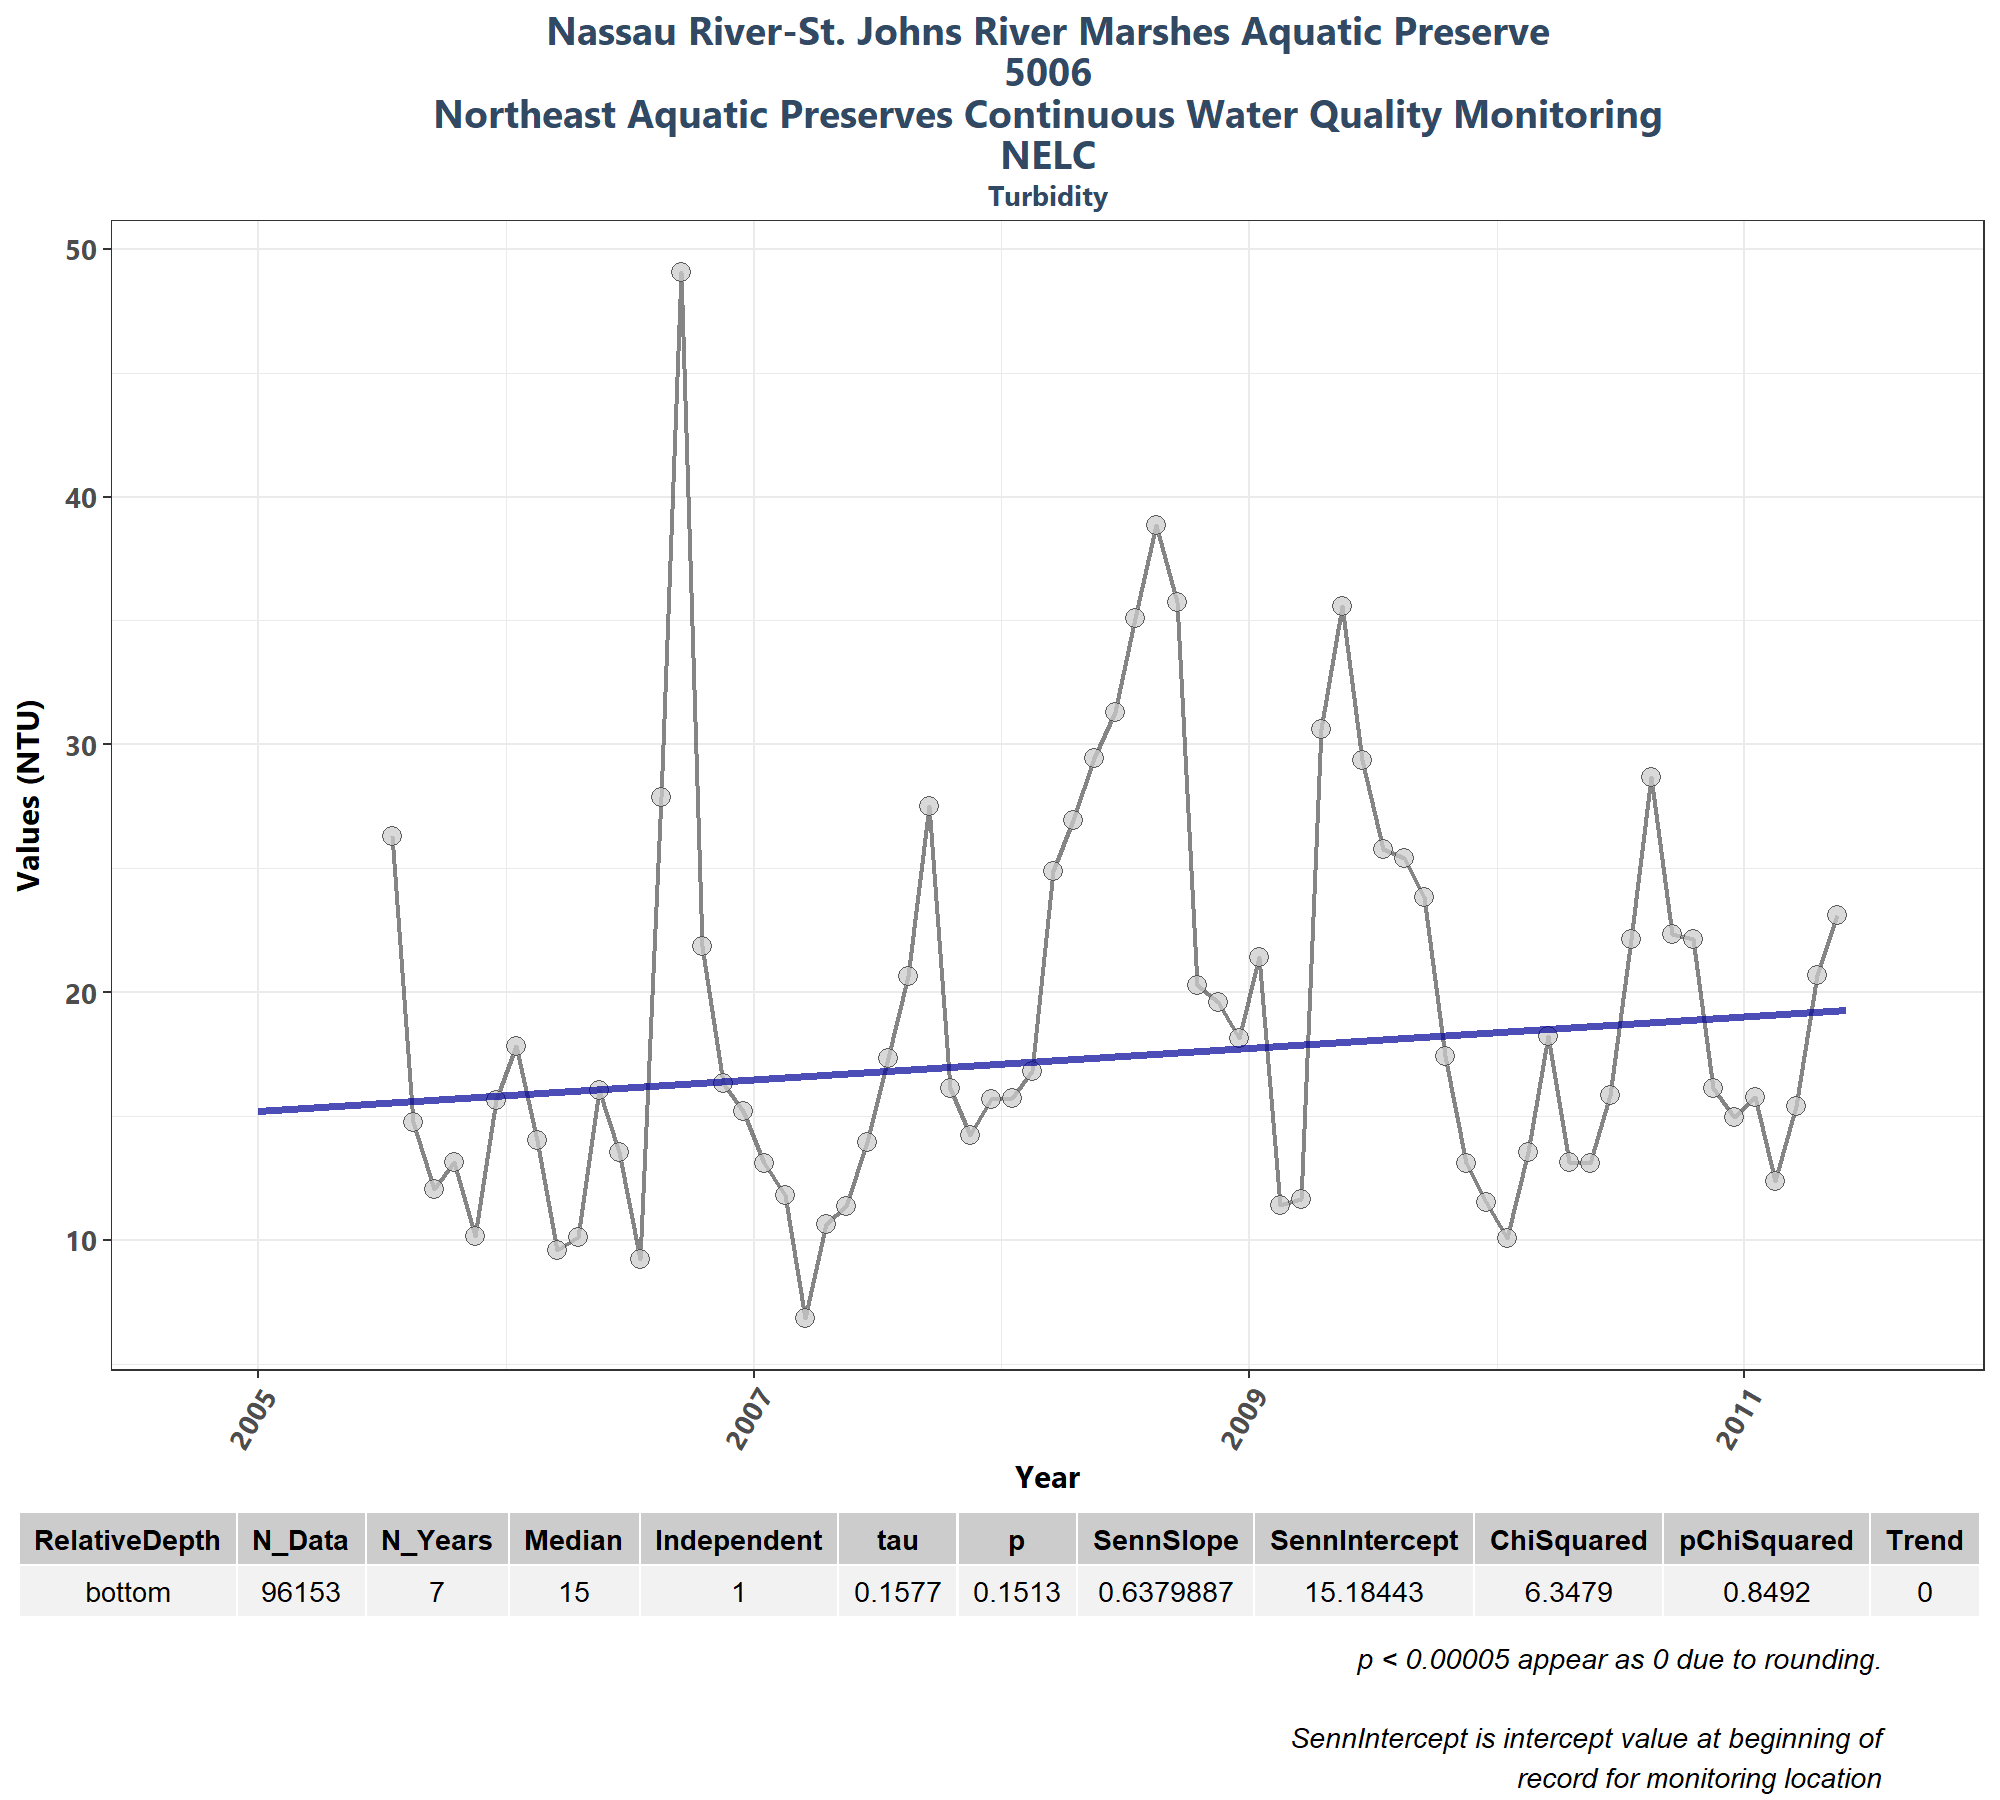 Nassau River-St. Johns River Marshes Aquatic Preserve
5006
Northeast Aquatic Preserves Continuous Water Quality Monitoring
NELC
Turbidity
50
40
30
20
10
Values (NTU)
2005 2007 2009 2011
Year
RelativeDepth N_Data N_Years Median Independent tau p SennSlope SennIntercept ChiSquared pChiSquared Trend
bottom 96153 7 15 1 0.1577 0.1513 0.6379887 15.18443 6.3479 0.8492 0
p < 0.00005 appear as 0 due to rounding.
SennIntercept is intercept value at beginning of
record for monitoring location